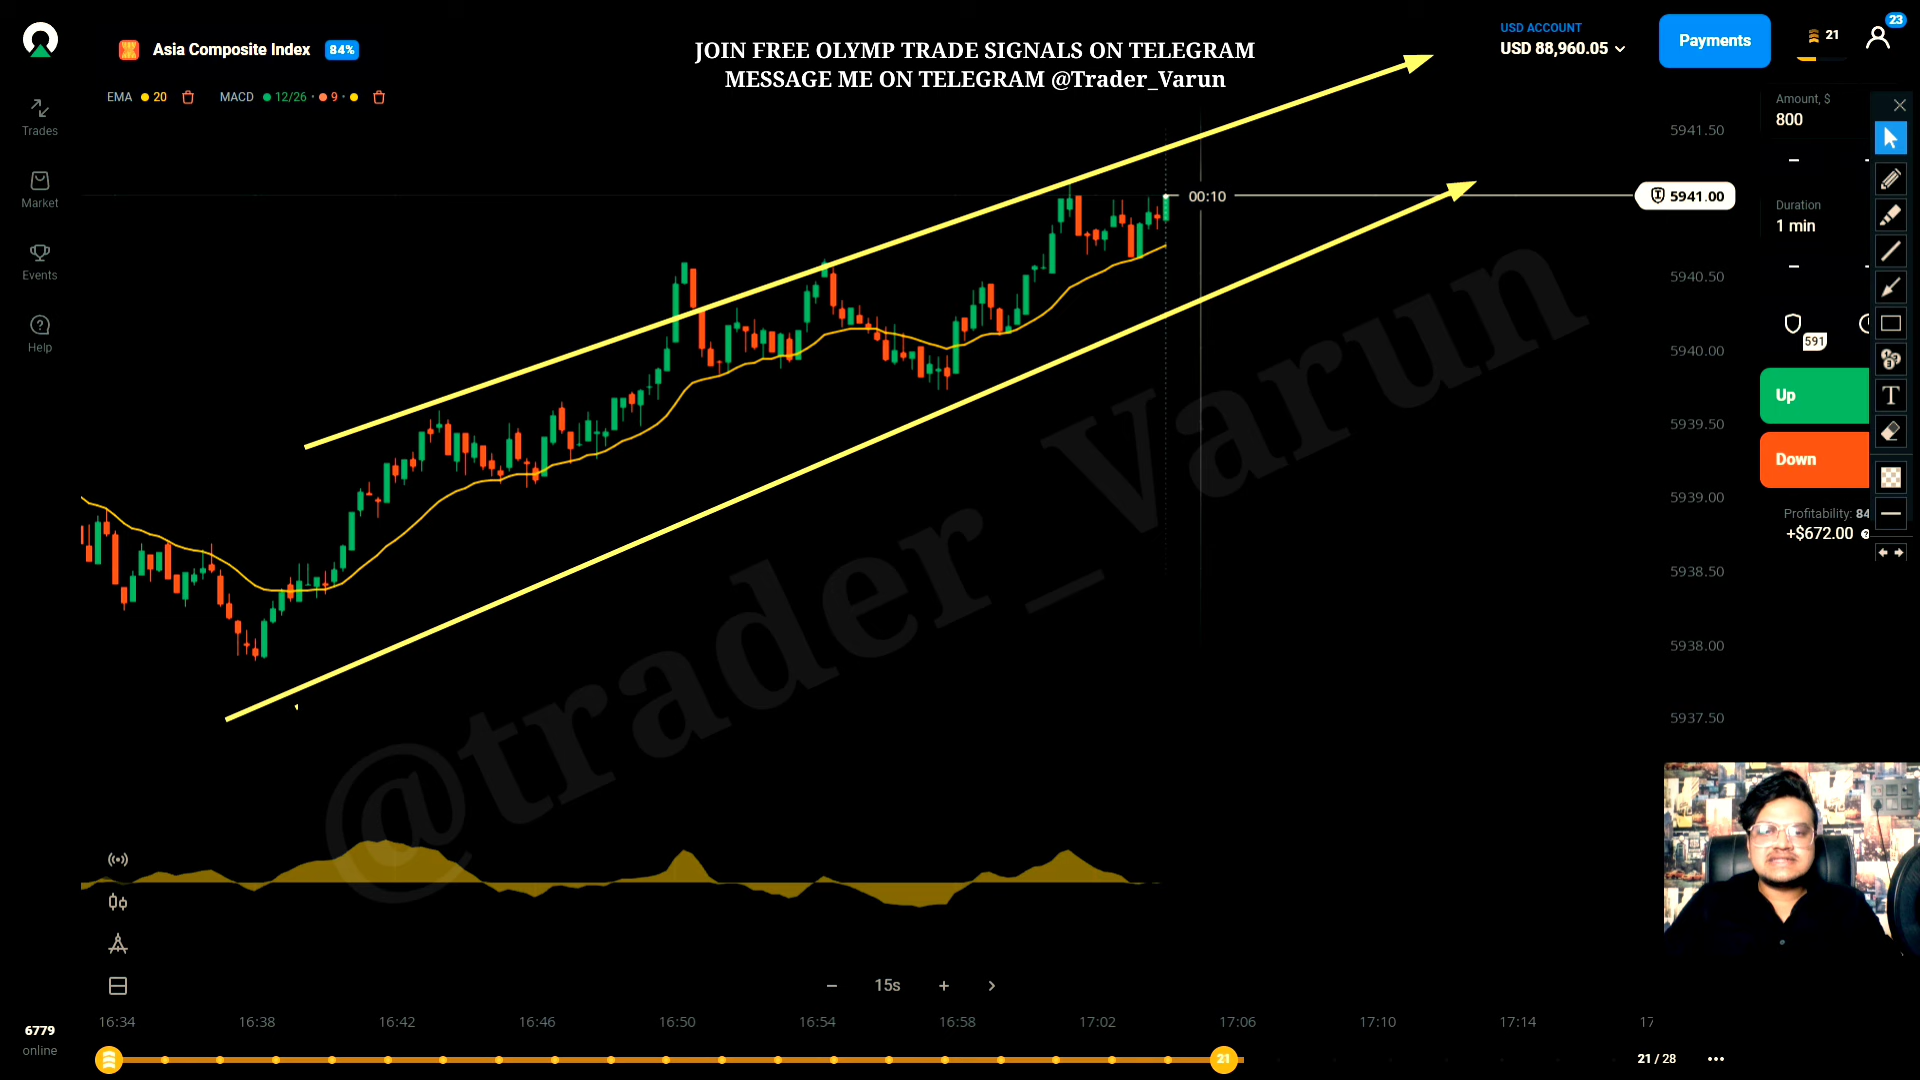 Asia Composite Index 84%
JOIN FREE OLYMP TRADE SIGNALS ON TELEGRAM
MESSAGE ME ON TELEGRAM @Trader_Varun
USD ACCOUNT
USD 88,960.05
Payments
21
23
EMA 20 MACD 12/26 · 9 ·
Trades
Market
Events
Help
Amount, $
800
Duration
1 min
591
Up
Down
Profitability: 84
+$672.00
T
5941.50
00:10
5941.00
5940.50
5940.00
5939.50
5939.00
5938.50
5938.00
5937.50
@trader_Varun
− 15s + >
16:34 16:38 16:42 16:46 16:50 16:54 16:58 17:02 17:06 17:10 17:14 17
6779
online
21
21 / 28